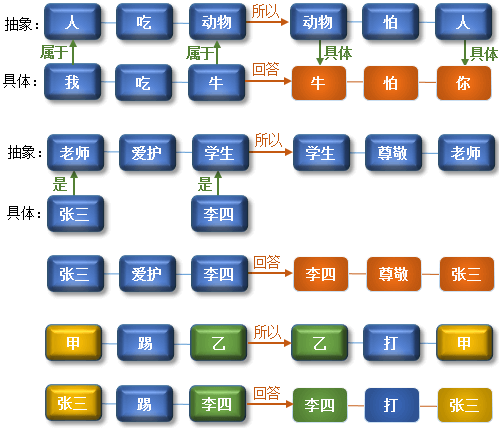 抽象： 人 吃 动物 所以 动物 怕 人
属于 属于 具体 具体
具体： 我 吃 牛 回答 牛 怕 你
抽象： 老师 爱护 学生 所以 学生 尊敬 老师
是 是
具体： 张三 李四
张三 爱护 李四 回答 李四 尊敬 张三
甲 踢 乙 所以 乙 打 甲
张三 踢 李四 回答 李四 打 张三